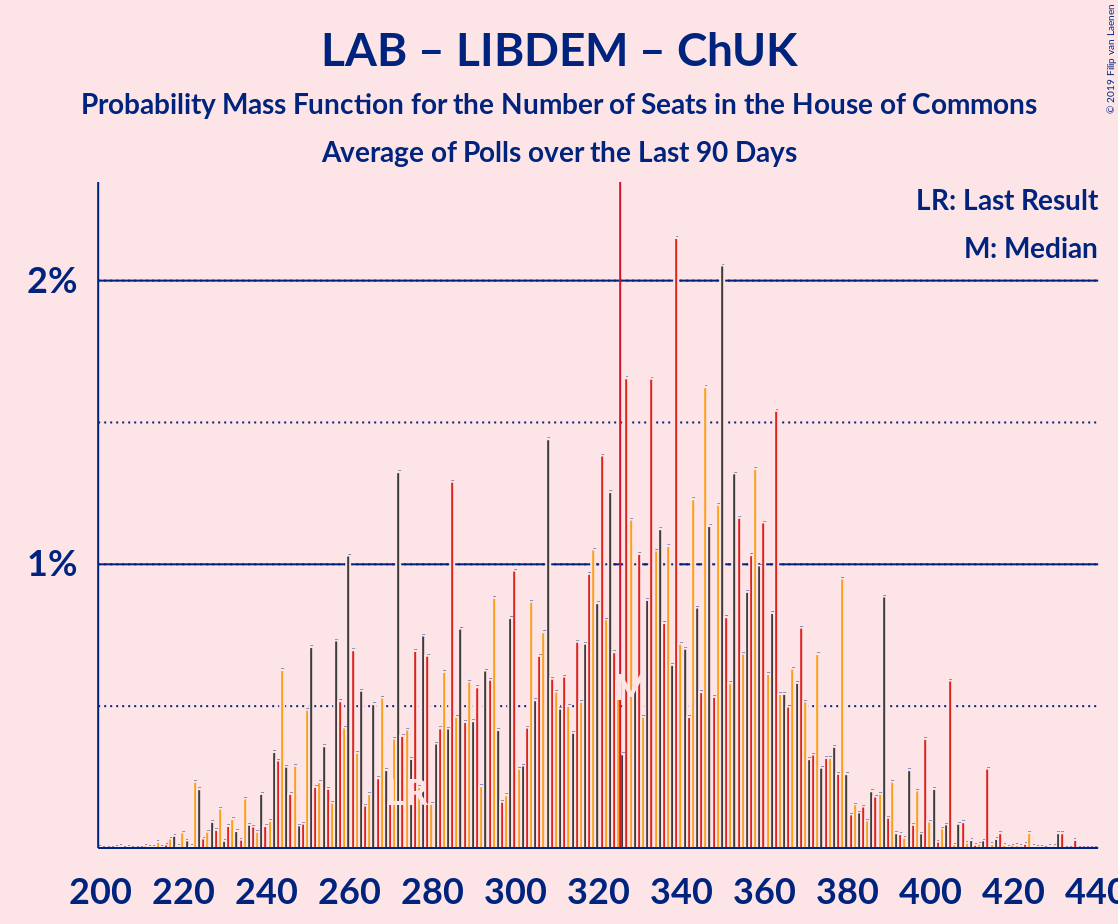 LAB – LIBDEM – ChUK
Probability Mass Function for the Number of Seats in the House of Commons
Average of Polls over the Last 90 Days
© 2019 Filip van Laenen
LR: Last Result
M: Median
2%
1%
LR
M
200 220 240 260 280 300 320 340 360 380 400 420 440